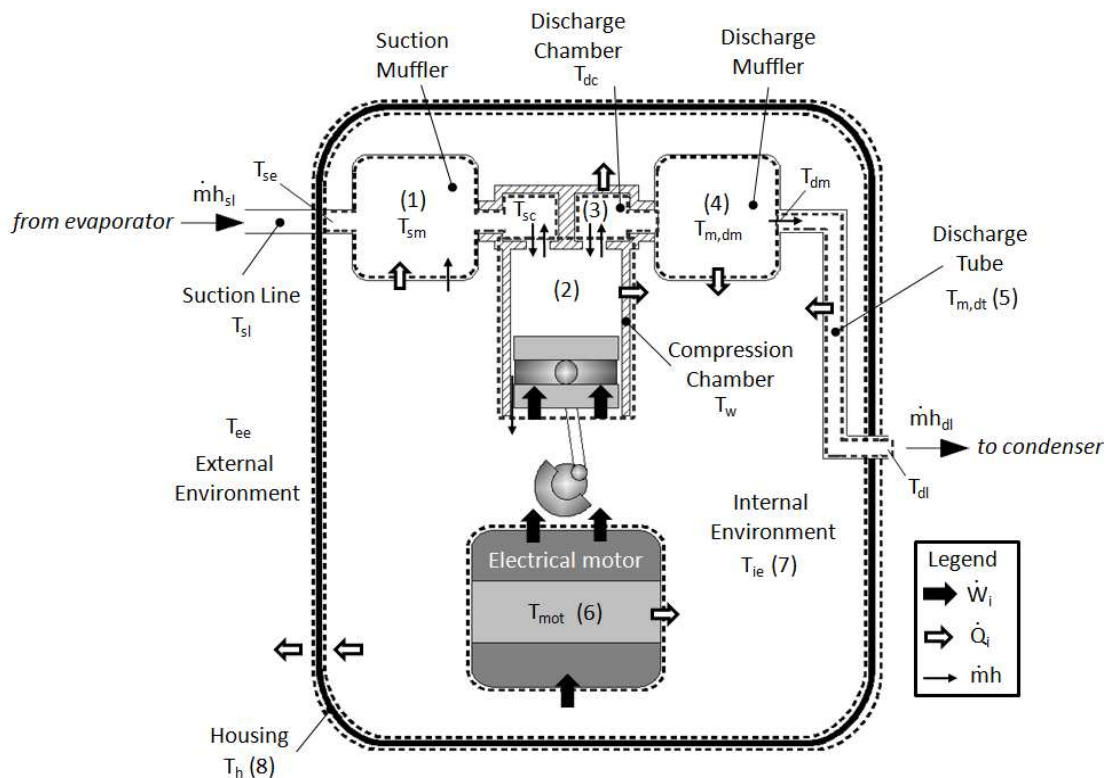 Suction
Muffler
Discharge
Chamber
T_dc
Discharge
Muffler
T_se
ṁh_sl
from evaporator
(1)
T_sm
T_sc
(3)
(4)
T_m,dm
T_dm
Suction Line
T_sl
(2)
Discharge
Tube
T_m,dt (5)
Compression
Chamber
T_w
T_ee
External
Environment
ṁh_dl
to condenser
T_dl
Internal
Environment
T_ie (7)
Electrical motor
T_mot (6)
Legend
Ẇ_i
Q̇_i
ṁh
Housing
T_h (8)